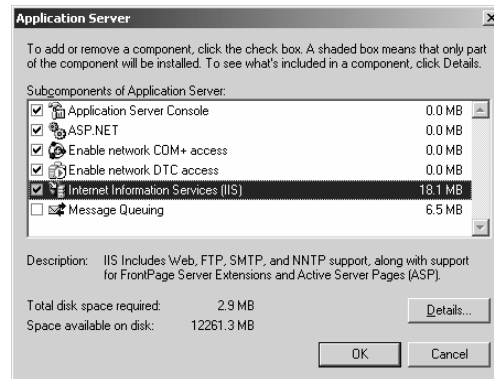 Application Server
To add or remove a component, click the check box. A shaded box means that only part
of the component will be installed. To see what's included in a component, click Details.
Subcomponents of Application Server:
Application Server Console 0.0 MB
ASP.NET 0.0 MB
Enable network COM+ access 0.0 MB
Enable network DTC access 0.0 MB
Internet Information Services (IIS) 18.1 MB
Message Queuing 6.5 MB
Description: IIS Includes Web, FTP, SMTP, and NNTP support, along with support
for FrontPage Server Extensions and Active Server Pages (ASP).
Total disk space required: 2.9 MB
Space available on disk: 12261.3 MB
Details...
OK Cancel